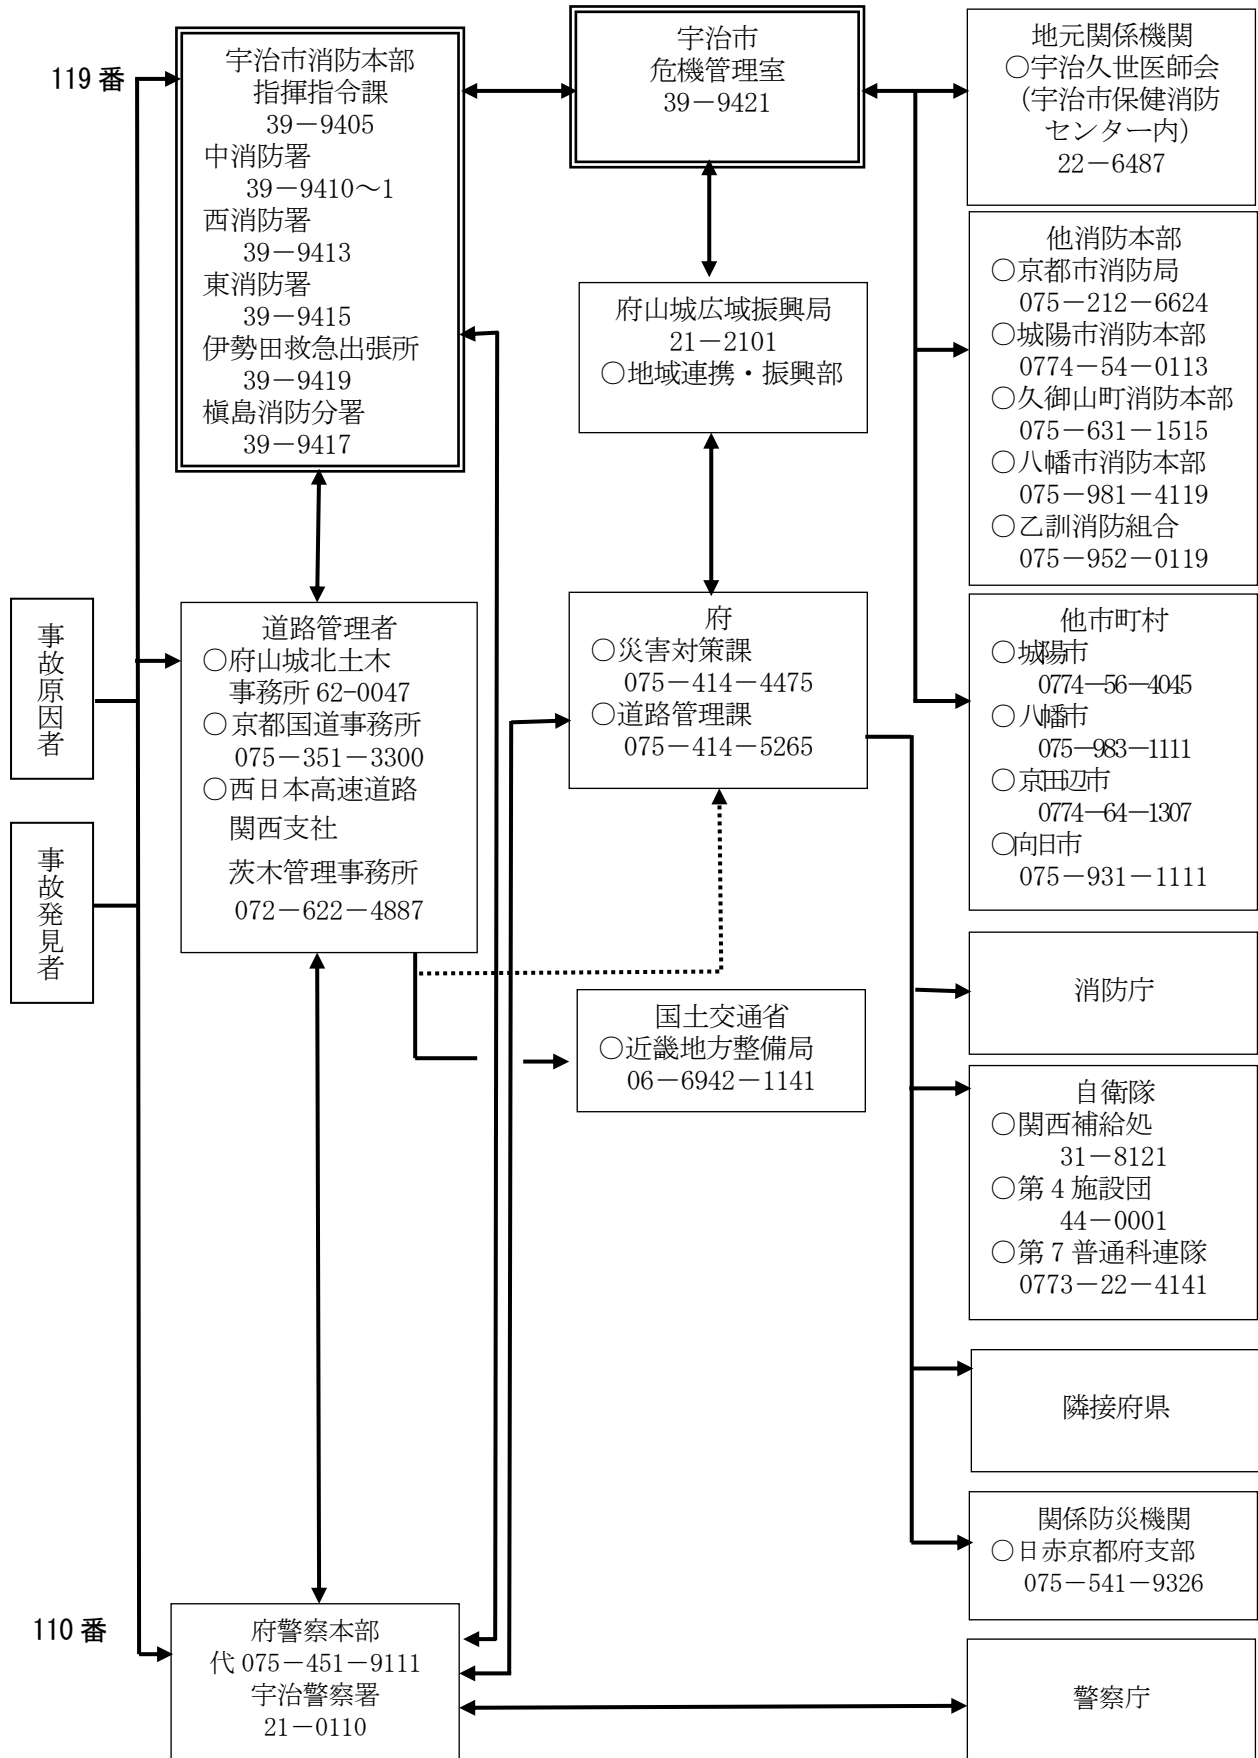 119 番
宇治市消防本部
指揮指令課
39－9405
中消防署
39－9410～1
西消防署
39－9413
東消防署
39－9415
伊勢田救急出張所
39－9419
槇島消防分署
39－9417
宇治市
危機管理室
39－9421
地元関係機関
○宇治久世医師会
(宇治市保健消防
センター内)
22－6487
他消防本部
○京都市消防局
075－212－6624
○城陽市消防本部
0774－54－0113
○久御山町消防本部
075－631－1515
○八幡市消防本部
075－981－4119
○乙訓消防組合
075－952－0119
府山城広域振興局
21－2101
○地域連携・振興部
事故原因者
事故発見者
道路管理者
○府山城北土木
事務所 62-0047
○京都国道事務所
075－351－3300
○西日本高速道路
関西支社
茨木管理事務所
072－622－4887
府
○災害対策課
075－414－4475
○道路管理課
075－414－5265
他市町村
○城陽市
0774－56－4045
○八幡市
075－983－1111
○京田辺市
0774－64－1307
○向日市
075－931－1111
国土交通省
○近畿地方整備局
06－6942－1141
消防庁
自衛隊
○関西補給処
31－8121
○第 4 施設団
44－0001
○第 7 普通科連隊
0773－22－4141
隣接府県
関係防災機関
○日赤京都府支部
075－541－9326
110 番
府警察本部
代 075－451－9111
宇治警察署
21－0110
警察庁